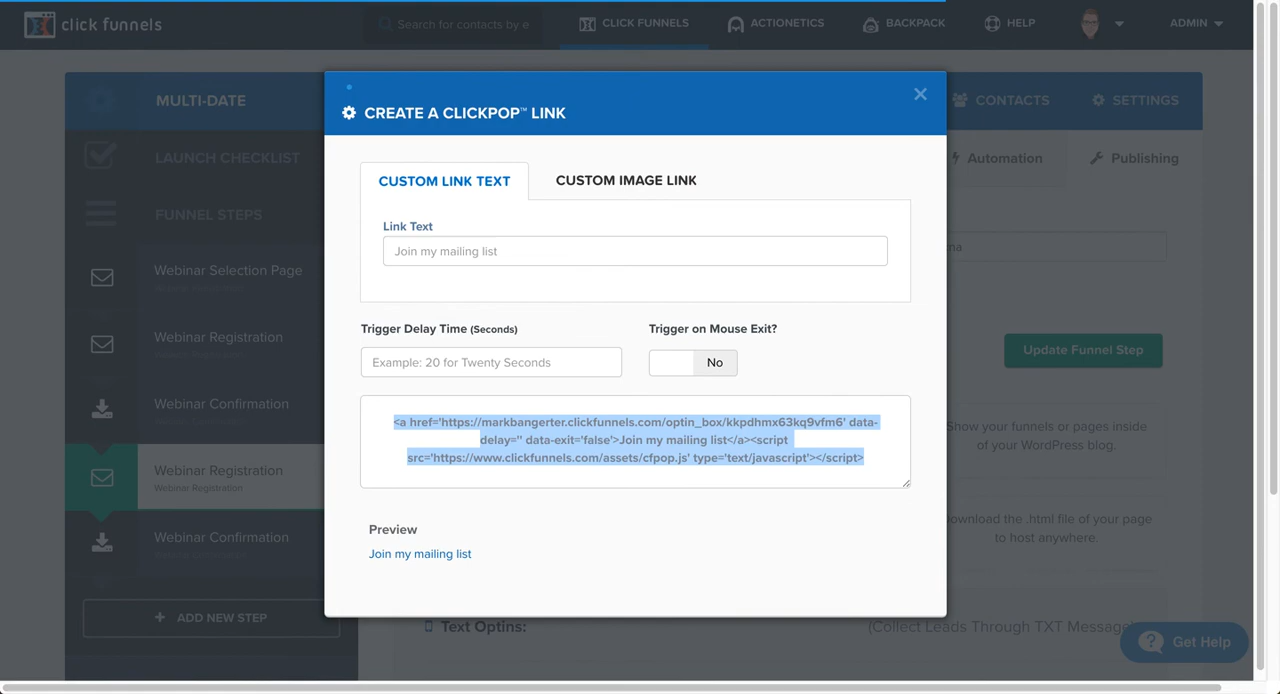 click funnels
Search for contacts by e
CLICK FUNNELS
ACTIONETICS
BACKPACK
HELP
ADMIN
MULTI-DATE
CONTACTS
SETTINGS
CREATE A CLICKPOP™ LINK
LAUNCH CHECKLIST
Automation
Publishing
CUSTOM LINK TEXT
CUSTOM IMAGE LINK
FUNNEL STEPS
Link Text
Join my mailing list
Webinar Selection Page
Webinar Registration
Trigger Delay Time (Seconds)
Trigger on Mouse Exit?
Example: 20 for Twenty Seconds
No
Update Funnel Step
Webinar Confirmation
<a href='https://markbangerter.clickfunnels.com/optin_box/kkpdhmx63kq9vfm6' data-
delay='' data-exit='false'>Join my mailing list</a><script
src='https://www.clickfunnels.com/assets/cfpop.js' type='text/javascript'></script>
Show your funnels or pages inside
of your WordPress blog.
Webinar Registration
Webinar Registration
Download the .html file of your page
to host anywhere.
Webinar Confirmation
Preview
Join my mailing list
+ ADD NEW STEP
Text Optins:
(Collect Leads Through TXT Message)
Get Help